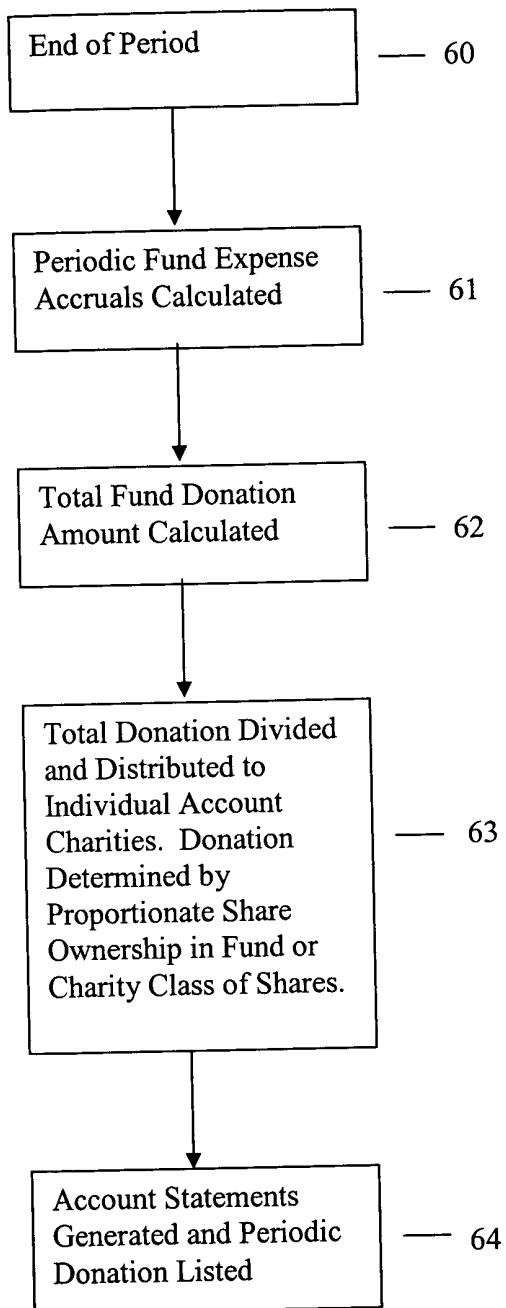 End of Period
— 60
Periodic Fund Expense
Accruals Calculated
— 61
Total Fund Donation
Amount Calculated
— 62
Total Donation Divided
and Distributed to
Individual Account
Charities. Donation
Determined by
Proportionate Share
Ownership in Fund or
Charity Class of Shares.
— 63
Account Statements
Generated and Periodic
Donation Listed
— 64